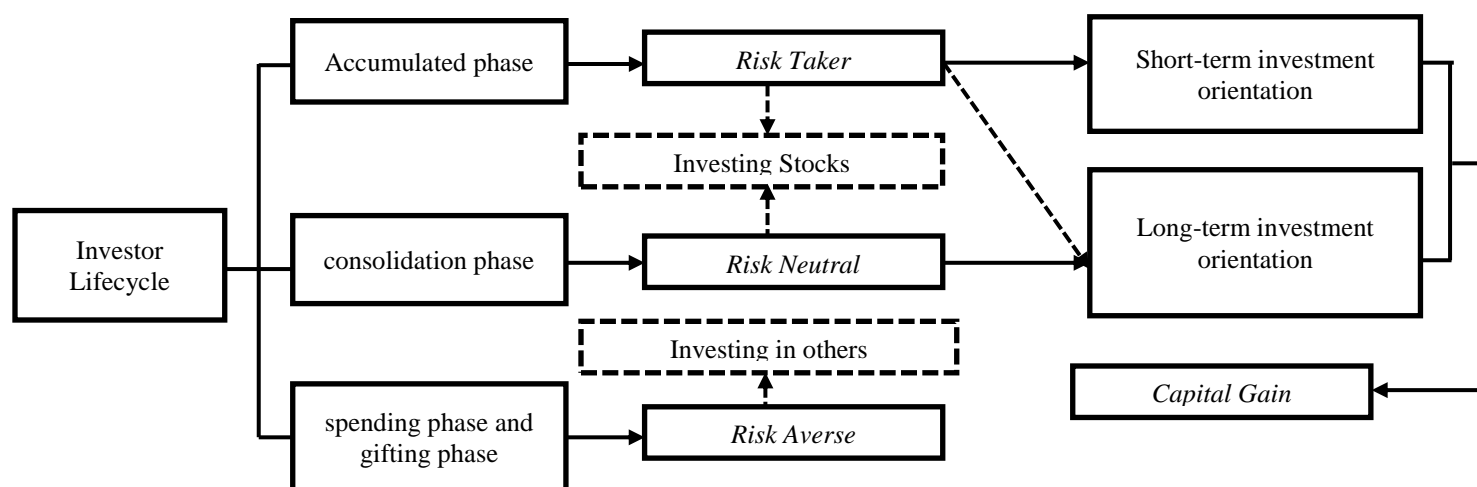 Accumulated phase
Risk Taker
Short-term investment
orientation
Investing Stocks
Investor
Lifecycle
consolidation phase
Risk Neutral
Long-term investment
orientation
Investing in others
spending phase and
gifting phase
Risk Averse
Capital Gain